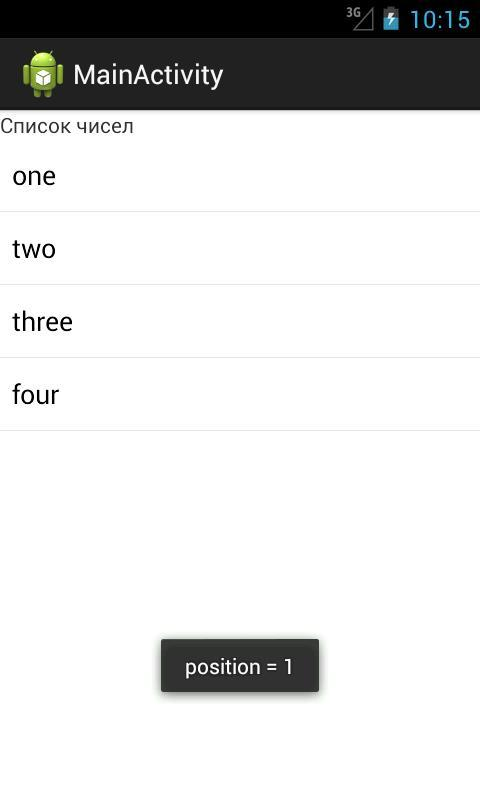 3G 10:15
MainActivity
Список чисел
one
two
three
four
position = 1